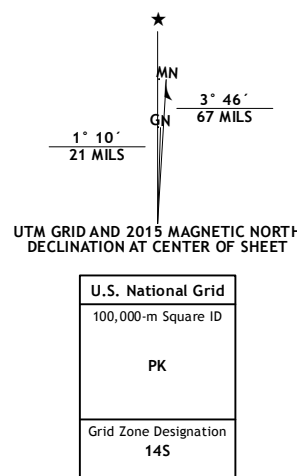 ★
MN
3° 46´
67 MILS
GN
1° 10´
21 MILS
UTM GRID AND 2015 MAGNETIC NORTH
DECLINATION AT CENTER OF SHEET
U.S. National Grid
100,000-m Square ID
PK
Grid Zone Designation
14S